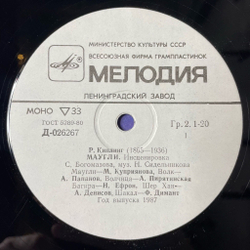 МИНИСТЕРСТВО КУЛЬТУРЫ СССР
ВСЕСОЮЗНАЯ ФИРМА ГРАМПЛАСТИНОК
МЕЛОДИЯ
ЛЕНИНГРАДСКИЙ ЗАВОД
МОНО 33
ГОСТ 5289-80
Д-026267
Гр.2.1-20
(1)
Р. Киплинг (1865—1936)
МАУГЛИ. Инсценировка
С. Богомазова, муз. Н. Сидельникова
Маугли—М. Куприянова, Волк—
А. Папанов, Волчица—А. Пирятинская
Багира—Н. Ефрон, Шер Хан—
А. Денисов, Шакал—Ф. Димант
Год выпуска 1987